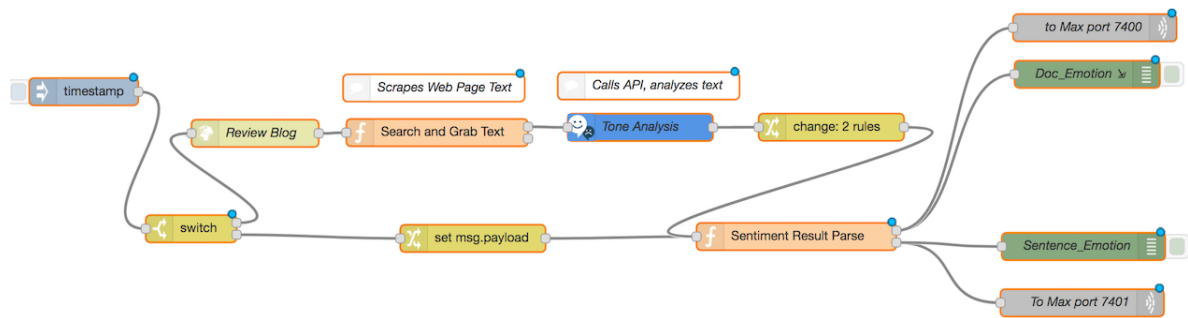 to Max port 7400
Doc_Emotion
Scrapes Web Page Text
Calls API, analyzes text
timestamp
Review Blog
Search and Grab Text
Tone Analysis
change: 2 rules
switch
set msg.payload
Sentiment Result Parse
Sentence_Emotion
To Max port 7401